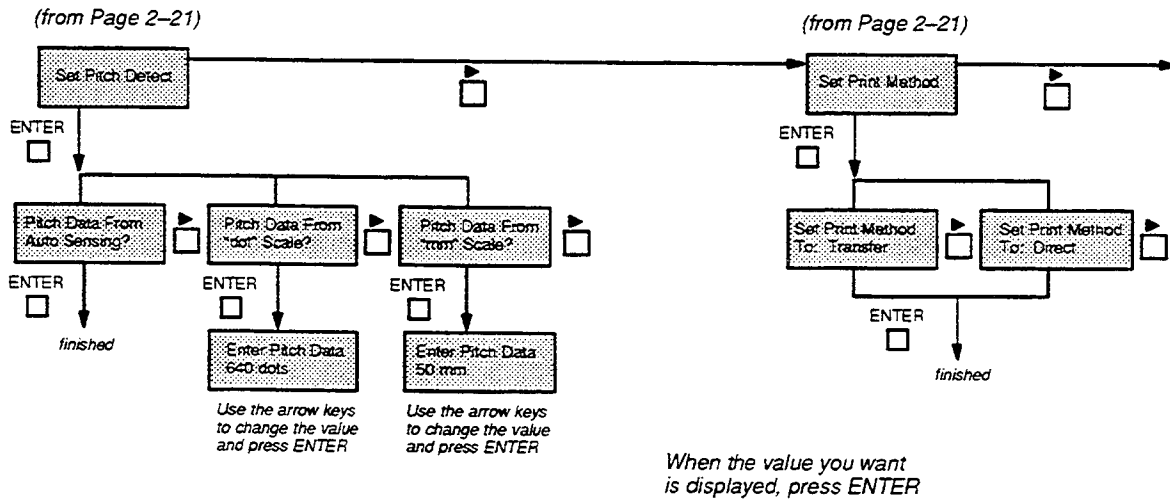 (from Page 2–21)
(from Page 2–21)
Set Pitch Detect
Set Print Method
ENTER
ENTER
Pitch Data From
Auto Sensing?
Pitch Data From
"dot" Scale?
Pitch Data From
"mm" Scale?
Set Print Method
To: Transfer
Set Print Method
To: Direct
ENTER
ENTER
ENTER
ENTER
finished
Enter Pitch Data
640 dots
Enter Pitch Data
50 mm
finished
Use the arrow keys
to change the value
and press ENTER
Use the arrow keys
to change the value
and press ENTER
When the value you want
is displayed, press ENTER